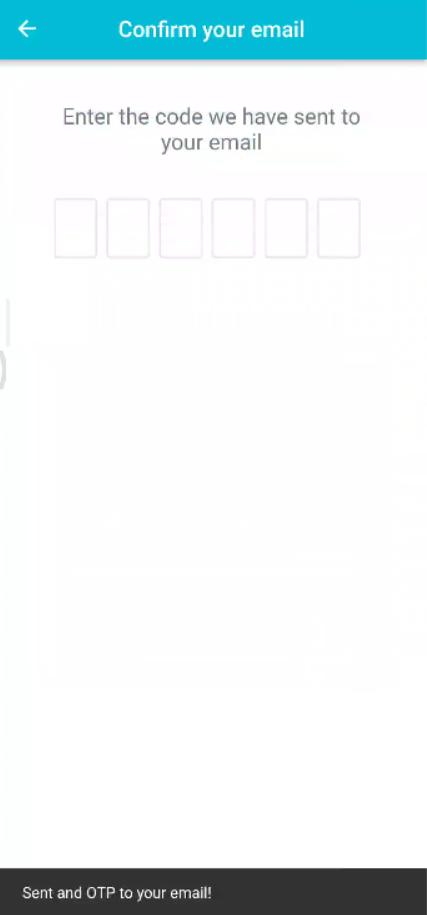 Confirm your email
Enter the code we have sent to
your email
Sent and OTP to your email!